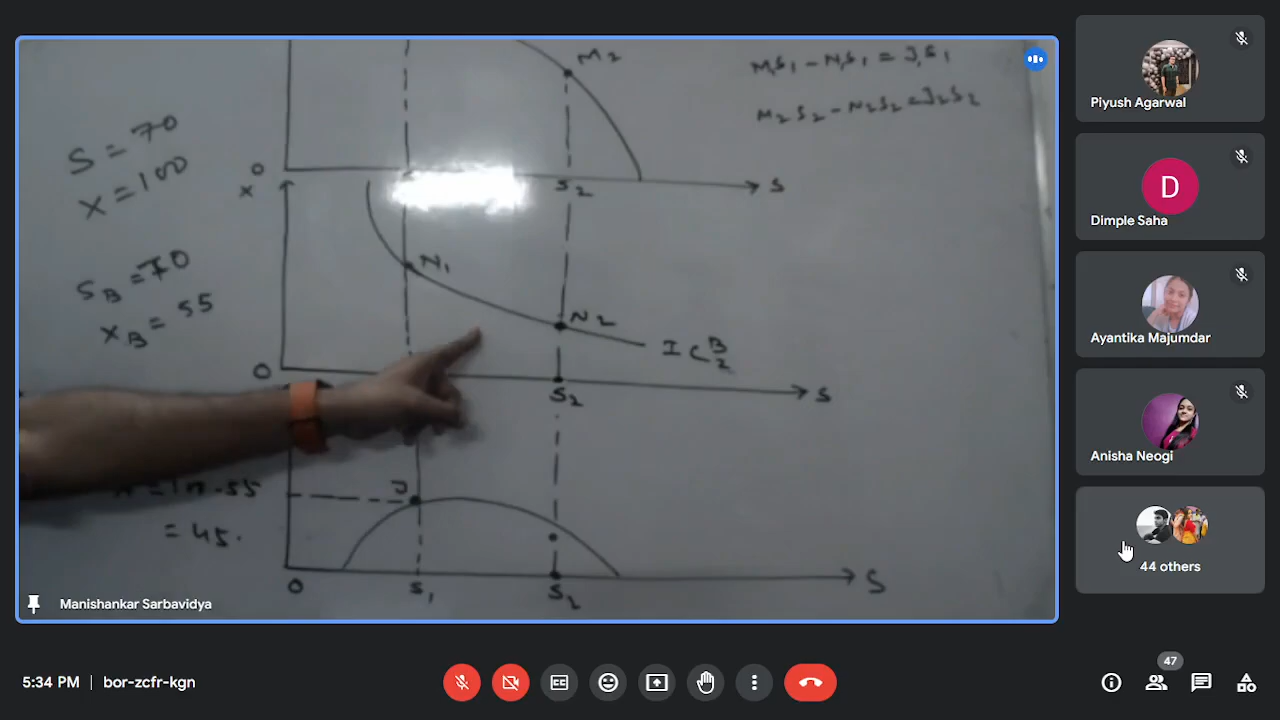 M2
M1S1 - N1S1 = J1S1
M2S2 - N2S2 = J2S2
S = 70
X = 100
O
X
S2
S
SB = 70
XB = 55
N1
N2
IC2B
O
S2
S
55
J
= 45.
O
S1
S2
S
Manishankar Sarbavidya
Piyush Agarwal
D
Dimple Saha
Ayantika Majumdar
Anisha Neogi
44 others
5:34 PM | bor-zcfr-kgn
47